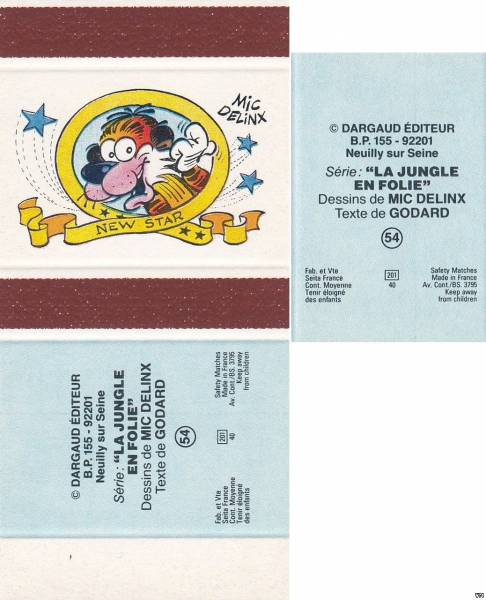 MIC
DELINX
NEW STAR
© DARGAUD ÉDITEUR
B.P. 155 - 92201
Neuilly sur Seine
Série : "LA JUNGLE
EN FOLIE"
Dessins de MIC DELINX
Texte de GODARD
54
Fab. et Vte
Seita France
Cont. Moyenne
Tenir éloigné
des enfants
201
40
Safety Matches
Made in France
Av. Cont./BS. 3795
Keep away
from children
© DARGAUD ÉDITEUR
B.P. 155 - 92201
Neuilly sur Seine
Série : "LA JUNGLE
EN FOLIE"
Dessins de MIC DELINX
Texte de GODARD
54
Fab. et Vte
Seita France
Cont. Moyenne
Tenir éloigné
des enfants
201
40
Safety Matches
Made in France
Av. Cont./BS. 3795
Keep away
from children